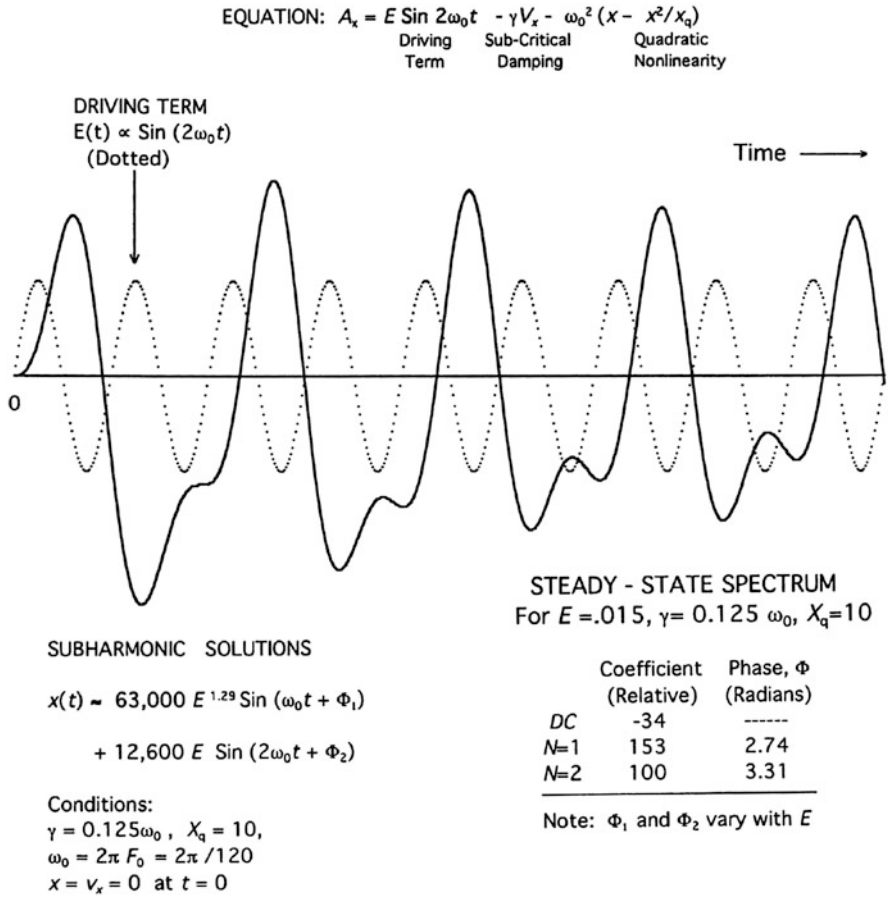 EQUATION: Aₓ = E Sin 2ω₀t - γVₓ - ω₀² (x - x²/x_q)
Driving Sub-Critical Quadratic
Term Damping Nonlinearity
DRIVING TERM
E(t) ∝ Sin (2ω₀t)
(Dotted)
Time
0
STEADY - STATE SPECTRUM
For E =.015, γ= 0.125 ω₀, X_q=10
SUBHARMONIC SOLUTIONS
x(t) ~ 63,000 E¹·²⁹ Sin (ω₀t + Φ₁)
+ 12,600 E Sin (2ω₀t + Φ₂)
Conditions:
γ = 0.125ω₀ , X_q = 10,
ω₀ = 2π F₀ = 2π /120
x = vₓ = 0 at t = 0
Coefficient Phase, Φ
(Relative) (Radians)
DC -34 ------
N=1 153 2.74
N=2 100 3.31
Note: Φ₁ and Φ₂ vary with E